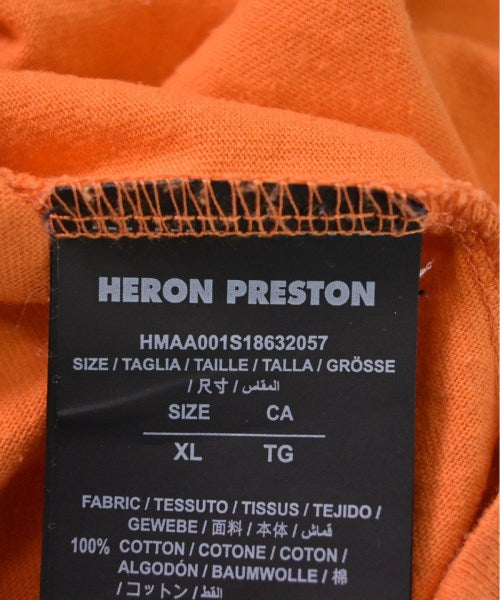 HERON PRESTON
HMAA001S18632057
SIZE / TAGLIA / TAILLE / TALLA / GRÖSSE
/ 尺寸 / المقاس
SIZE CA
XL TG
FABRIC / TESSUTO / TISSUS / TEJIDO /
GEWEBE / 面料 / 本体 / قماش
100% COTTON / COTONE / COTON /
ALGODÓN / BAUMWOLLE / 棉
/ コットン / القطن